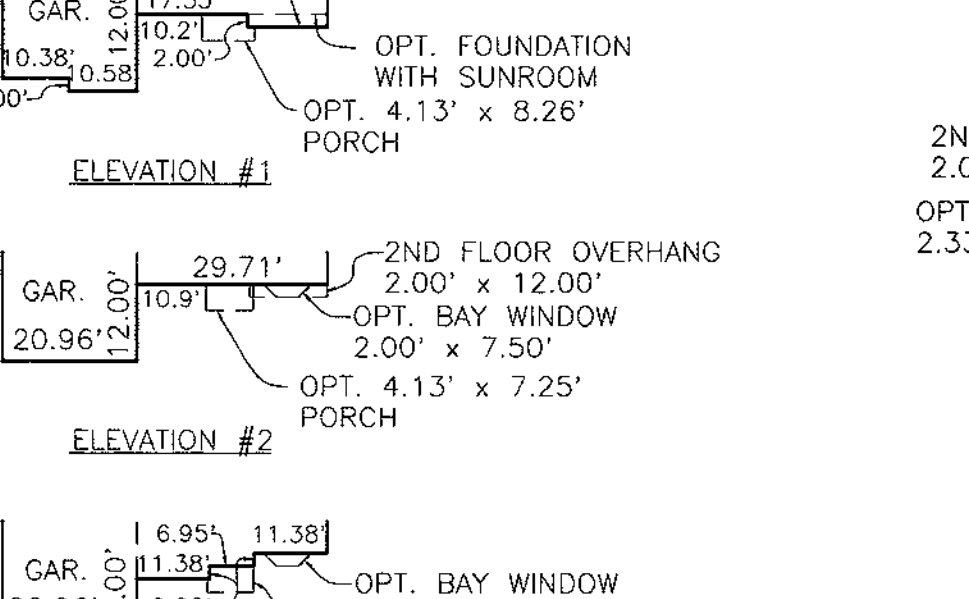 GAR.
10.2'
2.00'
10.38'
10.58
OPT. FOUNDATION
WITH SUNROOM
OPT. 4.13' x 8.26'
PORCH
ELEVATION #1
29.71'
2ND FLOOR OVERHANG
2.00' x 12.00'
GAR.
12.00'
10.9'
OPT. BAY WINDOW
2.00' x 7.50'
20.96'
OPT. 4.13' x 7.25'
PORCH
ELEVATION #2
6.95'
11.38'
11.38'
GAR.
OPT. BAY WINDOW
OPT